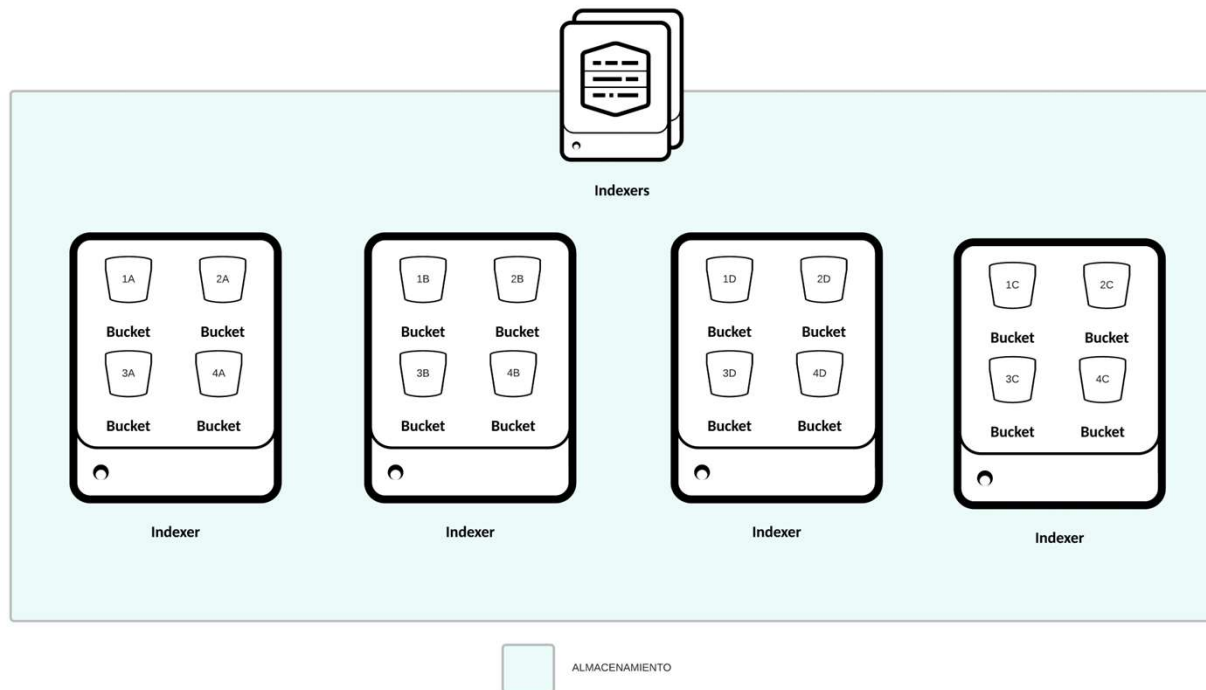 Indexers
1A 2A
Bucket Bucket
3A 4A
Bucket Bucket
Indexer
1B 2B
Bucket Bucket
3B 4B
Bucket Bucket
Indexer
1D 2D
Bucket Bucket
3D 4D
Bucket Bucket
Indexer
1C 2C
Bucket Bucket
3C 4C
Bucket Bucket
Indexer
ALMACENAMIENTO